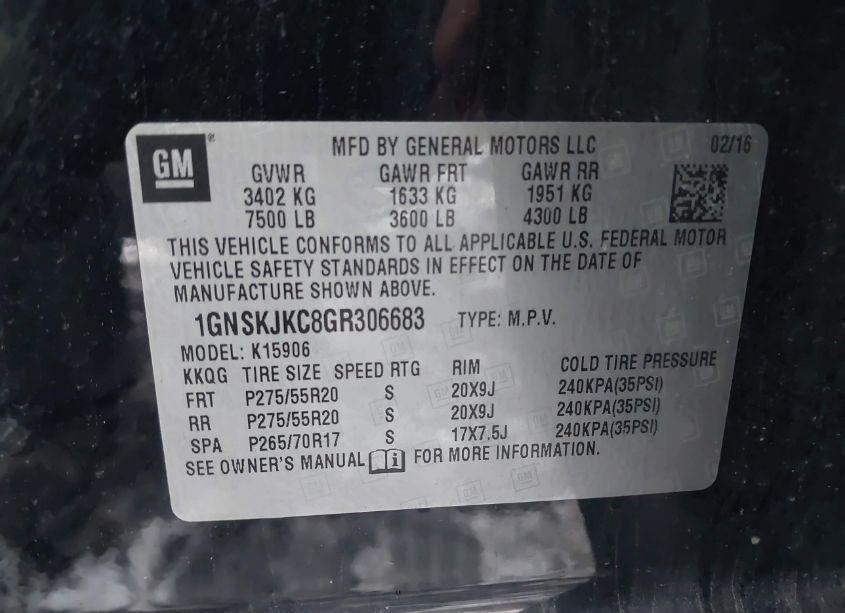 GM ® MFD BY GENERAL MOTORS LLC 02/16
GVWR GAWR FRT GAWR RR
3402 KG 1633 KG 1951 KG
7500 LB 3600 LB 4300 LB
THIS VEHICLE CONFORMS TO ALL APPLICABLE U.S. FEDERAL MOTOR
VEHICLE SAFETY STANDARDS IN EFFECT ON THE DATE OF
MANUFACTURE SHOWN ABOVE.
1GNSKJKC8GR306683 TYPE: M.P.V.
MODEL: K15906
KKQG TIRE SIZE SPEED RTG RIM COLD TIRE PRESSURE
FRT P275/55R20 S 20X9J 240KPA(35PSI)
RR P275/55R20 S 20X9J 240KPA(35PSI)
SPA P265/70R17 S 17X7.5J 240KPA(35PSI)
SEE OWNER'S MANUAL i FOR MORE INFORMATION.